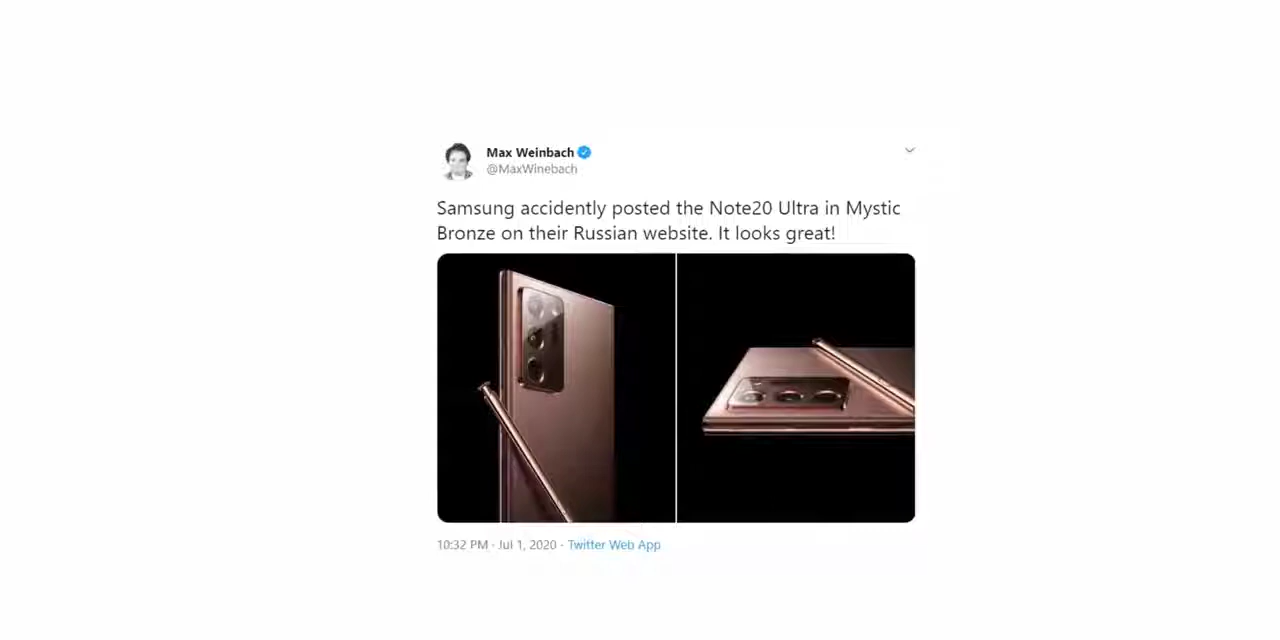 Max Weinbach
@MaxWinebach
Samsung accidently posted the Note20 Ultra in Mystic
Bronze on their Russian website. It looks great!
10:32 PM · Jul 1, 2020 · Twitter Web App